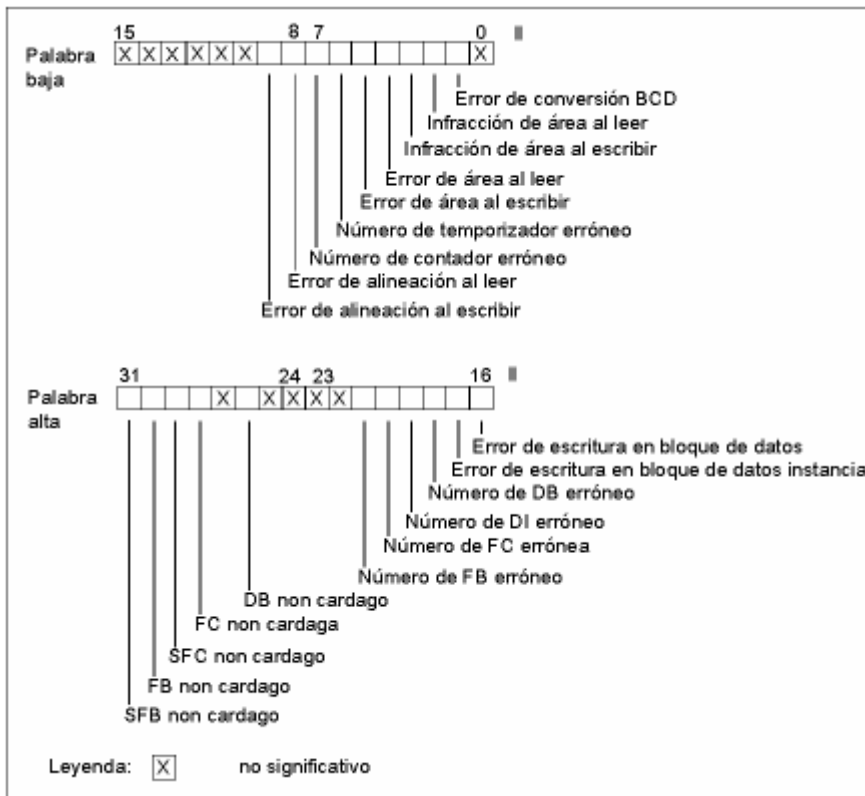 15 8 7 0
Palabra baja X X X X X X X
Error de conversión BCD
Infracción de área al leer
Infracción de área al escribir
Error de área al leer
Error de área al escribir
Número de temporizador erróneo
Número de contador erróneo
Error de alineación al leer
Error de alineación al escribir
31 24 23 16
Palabra alta X X X X X
Error de escritura en bloque de datos
Error de escritura en bloque de datos instancia
Número de DB erróneo
Número de DI erróneo
Número de FC errónea
Número de FB erróneo
DB non cardago
FC non cardaga
SFC non cardago
FB non cardago
SFB non cardago
Leyenda: X no significativo